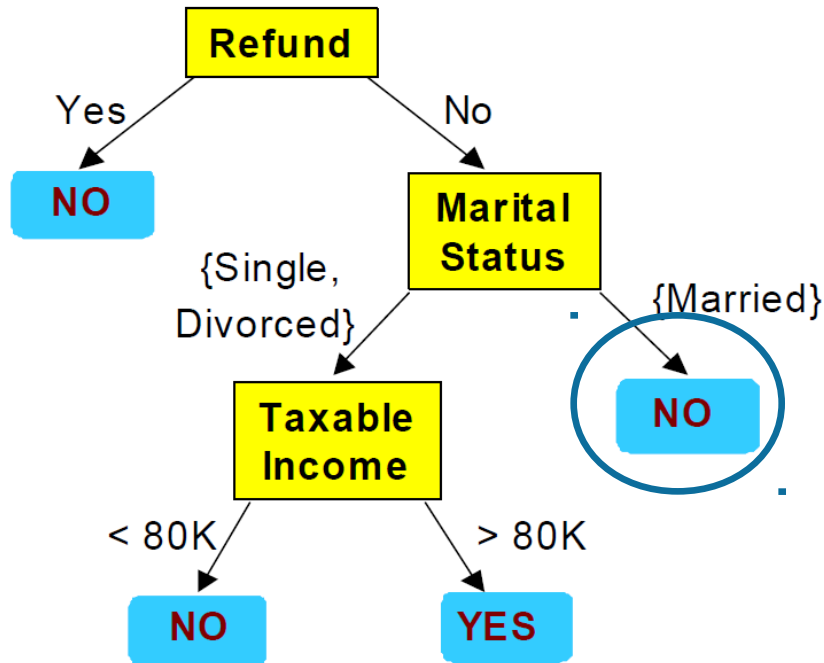 Refund
Yes
No
NO
Marital
Status
{Single,
Divorced}
{Married}
Taxable
Income
NO
< 80K
> 80K
NO
YES